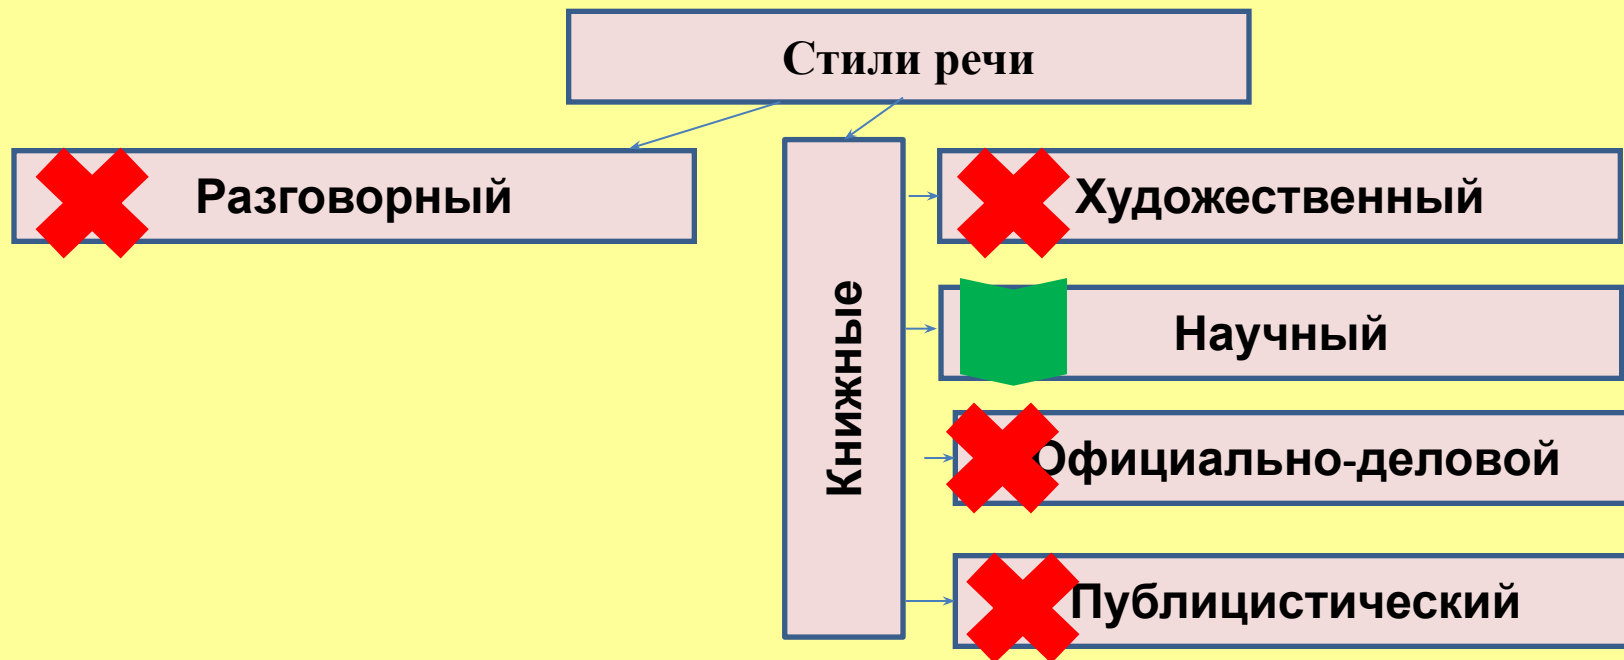 Стили речи
Разговорный
Книжные
Художественный
Научный
Официально-деловой
Публицистический